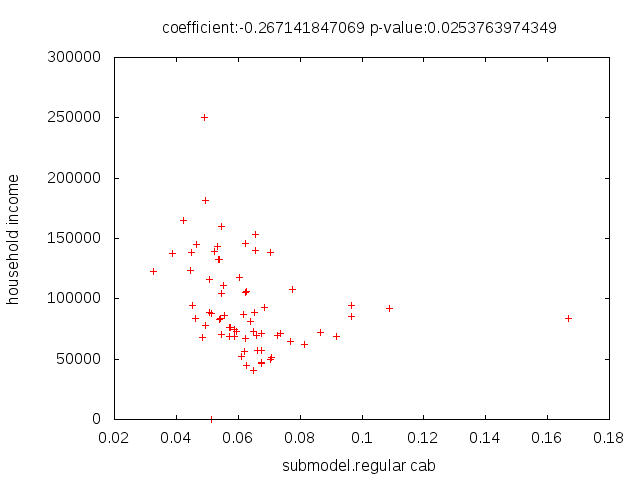 coefficient:-0.267141847069 p-value:0.0253763974349
300000
250000
200000
150000
100000
50000
0
household income
0.02 0.04 0.06 0.08 0.1 0.12 0.14 0.16 0.18
submodel.regular cab